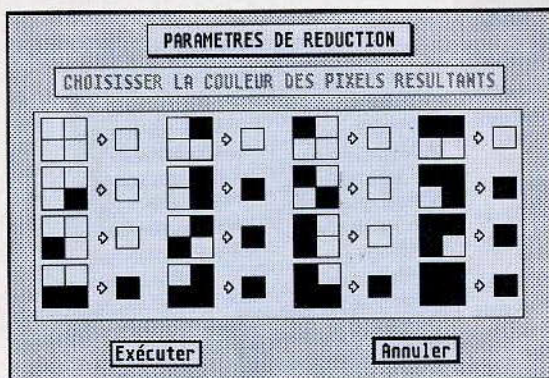 PARAMETRES DE REDUCTION
CHOISISSER LA COULEUR DES PIXELS RESULTANTS
Exécuter
Annuler